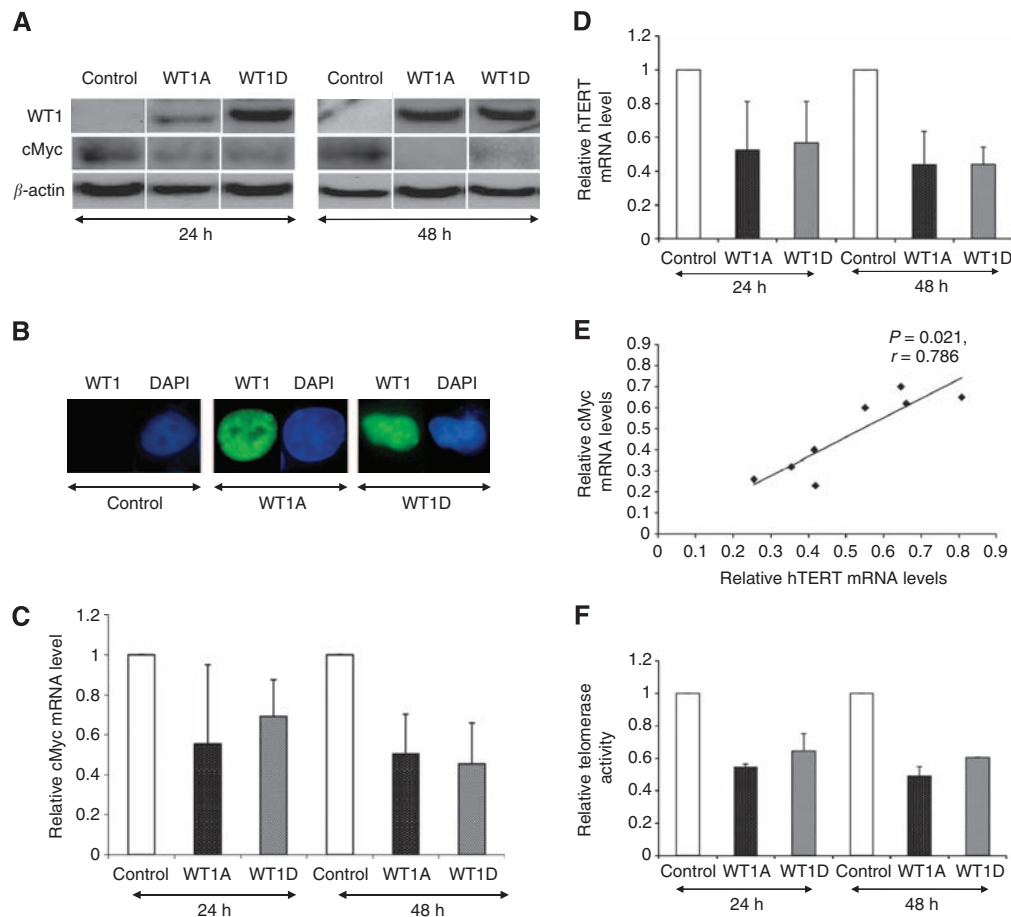 A
Control WT1A WT1D Control WT1A WT1D
WT1
cMyc
β-actin
24 h 48 h
B
WT1 DAPI WT1 DAPI WT1 DAPI
Control WT1A WT1D
C
Relative cMyc mRNA level
1.2
1
0.8
0.6
0.4
0.2
0
Control WT1A WT1D Control WT1A WT1D
24 h 48 h
D
Relative hTERT
mRNA level
1.2
1
0.8
0.6
0.4
0.2
0
Control WT1A WT1D Control WT1A WT1D
24 h 48 h
E
P = 0.021,
r = 0.786
Relative cMyc
mRNA levels
0.9
0.8
0.7
0.6
0.5
0.4
0.3
0.2
0.1
0
0 0.1 0.2 0.3 0.4 0.5 0.6 0.7 0.8 0.9
Relative hTERT mRNA levels
F
Relative telomerase
activity
1.2
1
0.8
0.6
0.4
0.2
0
Control WT1A WT1D Control WT1A WT1D
24 h 48 h